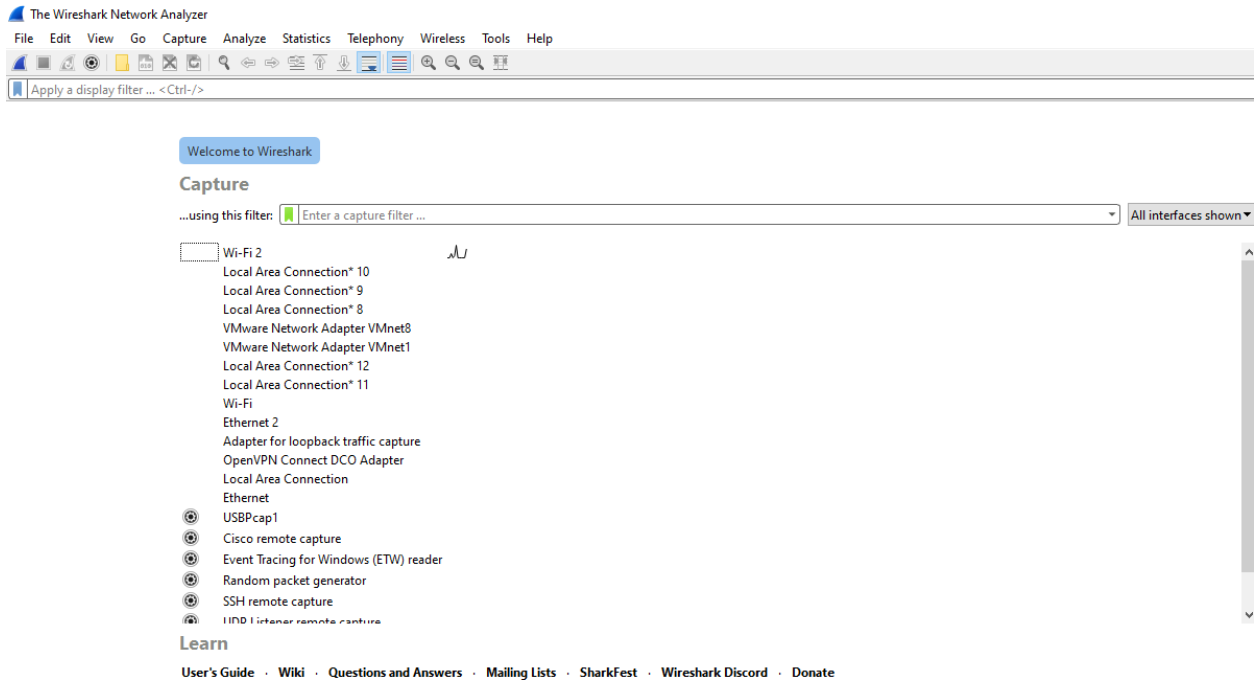 The Wireshark Network Analyzer
File Edit View Go Capture Analyze Statistics Telephony Wireless Tools Help
Apply a display filter ... <Ctrl-/>
Welcome to Wireshark
Capture
...using this filter: Enter a capture filter ... All interfaces shown
Wi-Fi 2
Local Area Connection* 10
Local Area Connection* 9
Local Area Connection* 8
VMware Network Adapter VMnet8
VMware Network Adapter VMnet1
Local Area Connection* 12
Local Area Connection* 11
Wi-Fi
Ethernet 2
Adapter for loopback traffic capture
OpenVPN Connect DCO Adapter
Local Area Connection
Ethernet
USBPcap1
Cisco remote capture
Event Tracing for Windows (ETW) reader
Random packet generator
SSH remote capture
UDP Listener remote capture
Learn
User's Guide · Wiki · Questions and Answers · Mailing Lists · SharkFest · Wireshark Discord · Donate